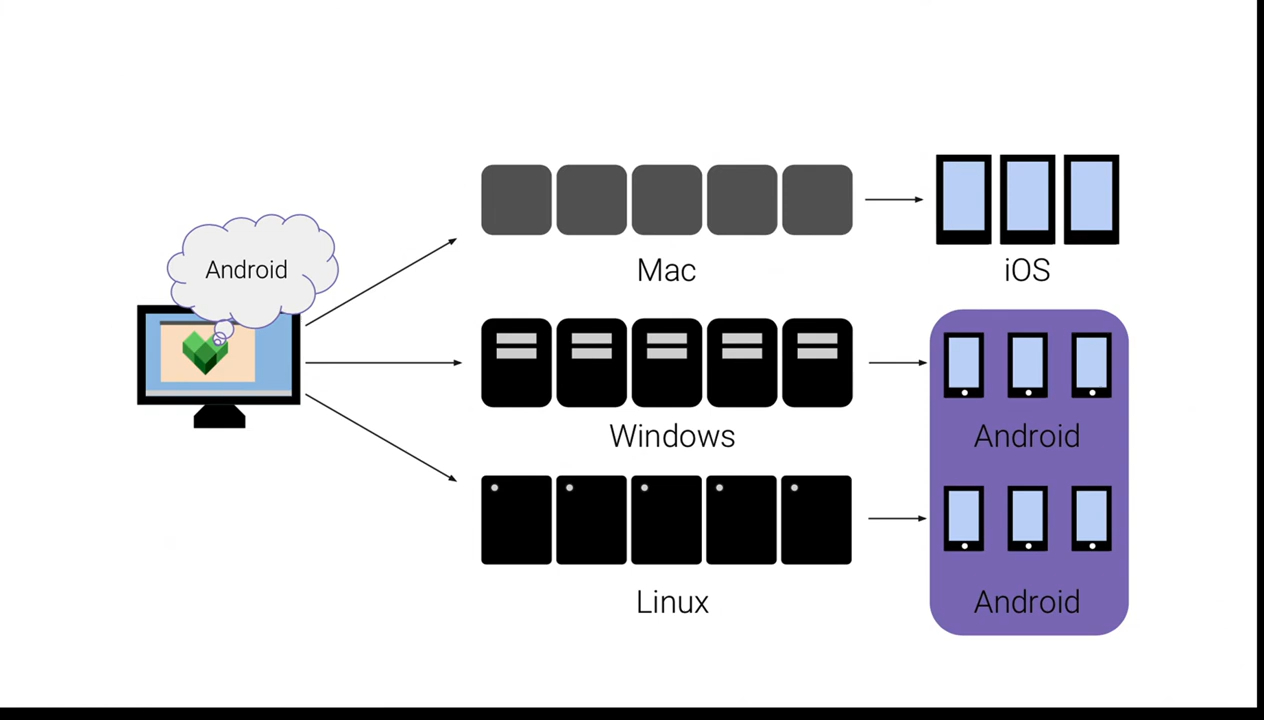 Android
Mac
iOS
Windows
Android
Linux
Android